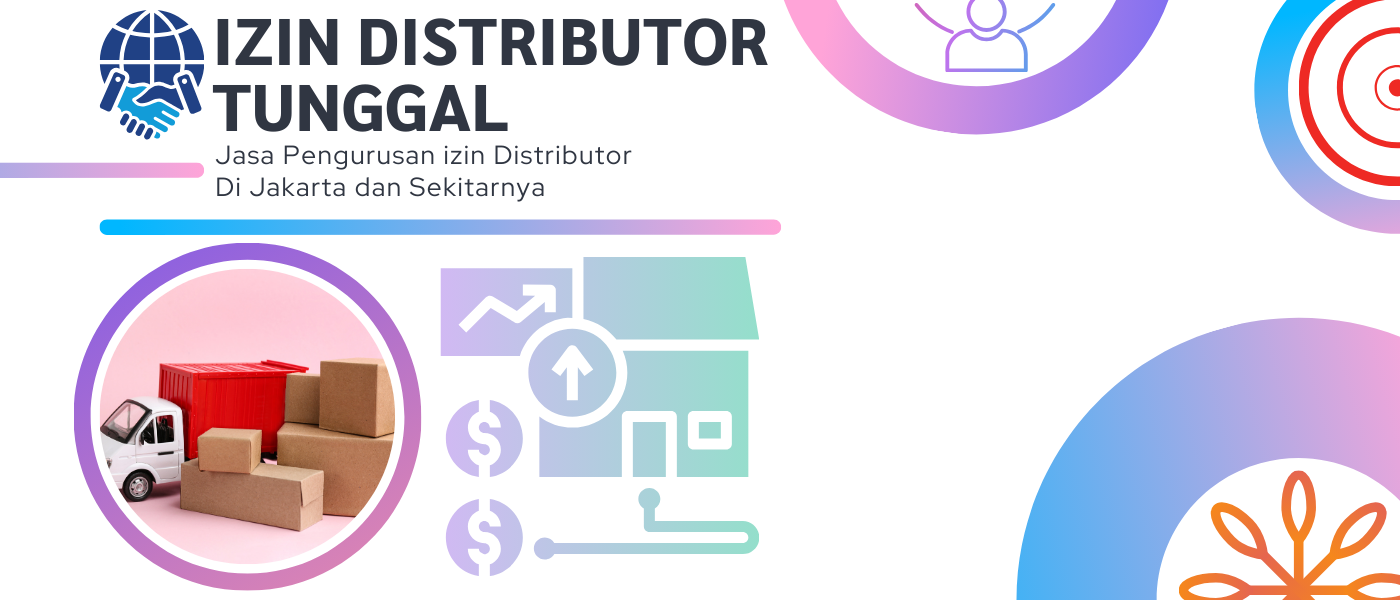 IZIN DISTRIBUTOR
TUNGGAL
Jasa Pengurusan izin Distributor
Di Jakarta dan Sekitarnya
$
$